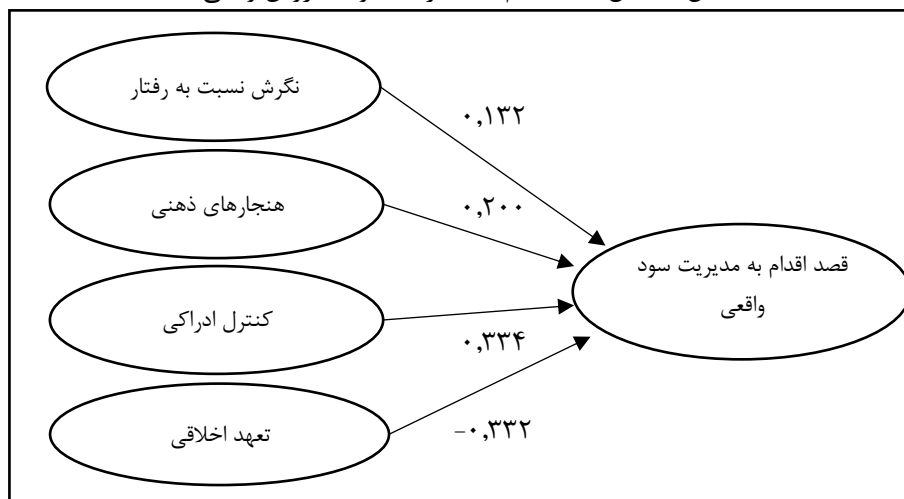 نگرش نسبت به رفتار
۰,۱۳۲
هنجارهای ذهنی
۰,۲۰۰
قصد اقدام به مدیریت سود
واقعی
کنترل ادراکی
۰,۳۳۴
تعهد اخلاقی
-۰,۳۳۲